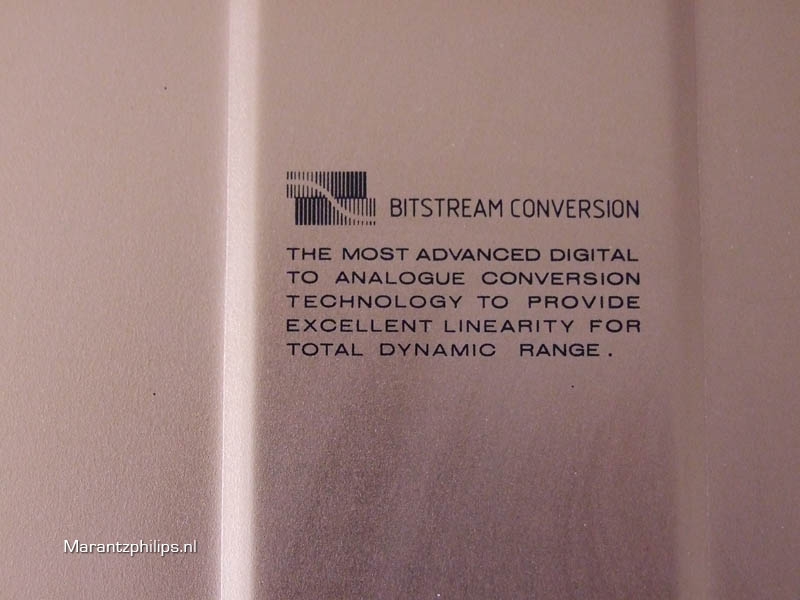 BITSTREAM CONVERSION
THE MOST ADVANCED DIGITAL
TO ANALOGUE CONVERSION
TECHNOLOGY TO PROVIDE
EXCELLENT LINEARITY FOR
TOTAL DYNAMIC RANGE.
Marantzphilips.nl